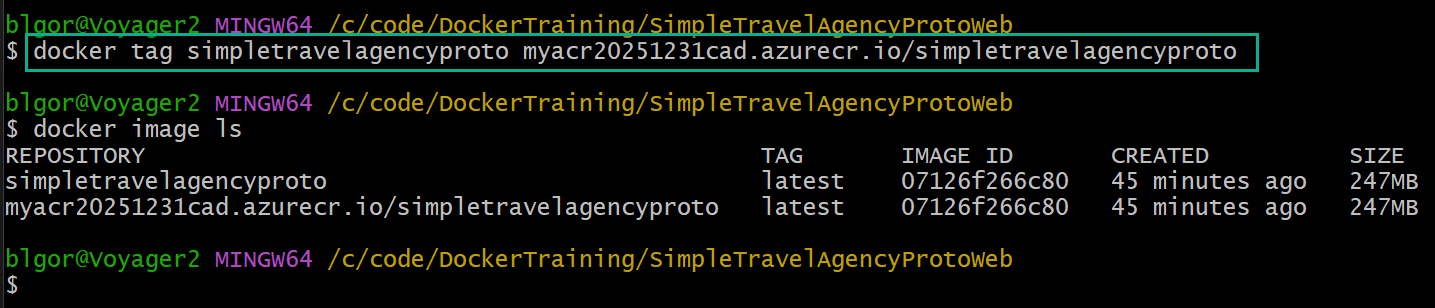 blgor@Voyager2 MINGW64 /c/code/DockerTraining/SimpleTravelAgencyProtoWeb
$ docker tag simpletravelagencyproto myacr20251231cad.azurecr.io/simpletravelagencyproto
blgor@Voyager2 MINGW64 /c/code/DockerTraining/SimpleTravelAgencyProtoWeb
$ docker image ls
REPOSITORY TAG IMAGE ID CREATED SIZE
simpletravelagencyproto latest 07126f266c80 45 minutes ago 247MB
myacr20251231cad.azurecr.io/simpletravelagencyproto latest 07126f266c80 45 minutes ago 247MB
blgor@Voyager2 MINGW64 /c/code/DockerTraining/SimpleTravelAgencyProtoWeb
$